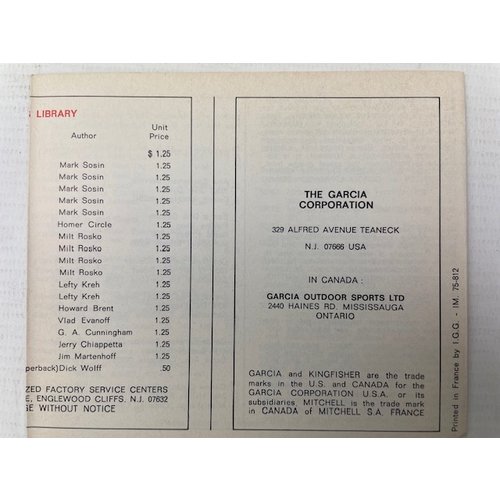 S LIBRARY
Author Unit Price
$ 1.25
Mark Sosin 1.25
Mark Sosin 1.25
Mark Sosin 1.25
Mark Sosin 1.25
Mark Sosin 1.25
Homer Circle 1.25
Milt Rosko 1.25
Milt Rosko 1.25
Milt Rosko 1.25
Milt Rosko 1.25
Lefty Kreh 1.25
Lefty Kreh 1.25
Howard Brent 1.25
Vlad Evanoff 1.25
G. A. Cunningham 1.25
Jerry Chiappetta 1.25
Jim Martenhoff 1.25
perback) Dick Wolff .50
ZED FACTORY SERVICE CENTERS
E, ENGLEWOOD CLIFFS. N.J. 07632
GE WITHOUT NOTICE
THE GARCIA
CORPORATION
329 ALFRED AVENUE TEANECK
N.J. 07666 USA
IN CANADA :
GARCIA OUTDOOR SPORTS LTD
2440 HAINES RD. MISSISSAUGA
ONTARIO
GARCIA and KINGFISHER are the trade
marks in the U.S. and CANADA for the
GARCIA CORPORATION U.S.A. or its
subsidiaries. MITCHELL is the trade mark
in CANADA of MITCHELL S.A. FRANCE
Printed in France by I.G.G. - IM. 75-812